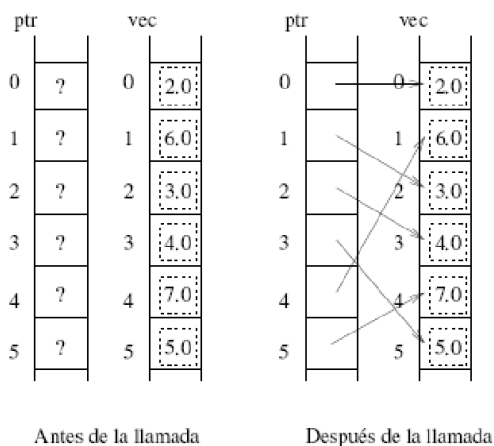 ptr vec ptr vec
0 ? 0 2.0 0 0 2.0
1 ? 1 6.0 1 1 6.0
2 ? 2 3.0 2 2 3.0
3 ? 3 4.0 3 3 4.0
4 ? 4 7.0 4 4 7.0
5 ? 5 5.0 5 5 5.0
Antes de la llamada Después de la llamada